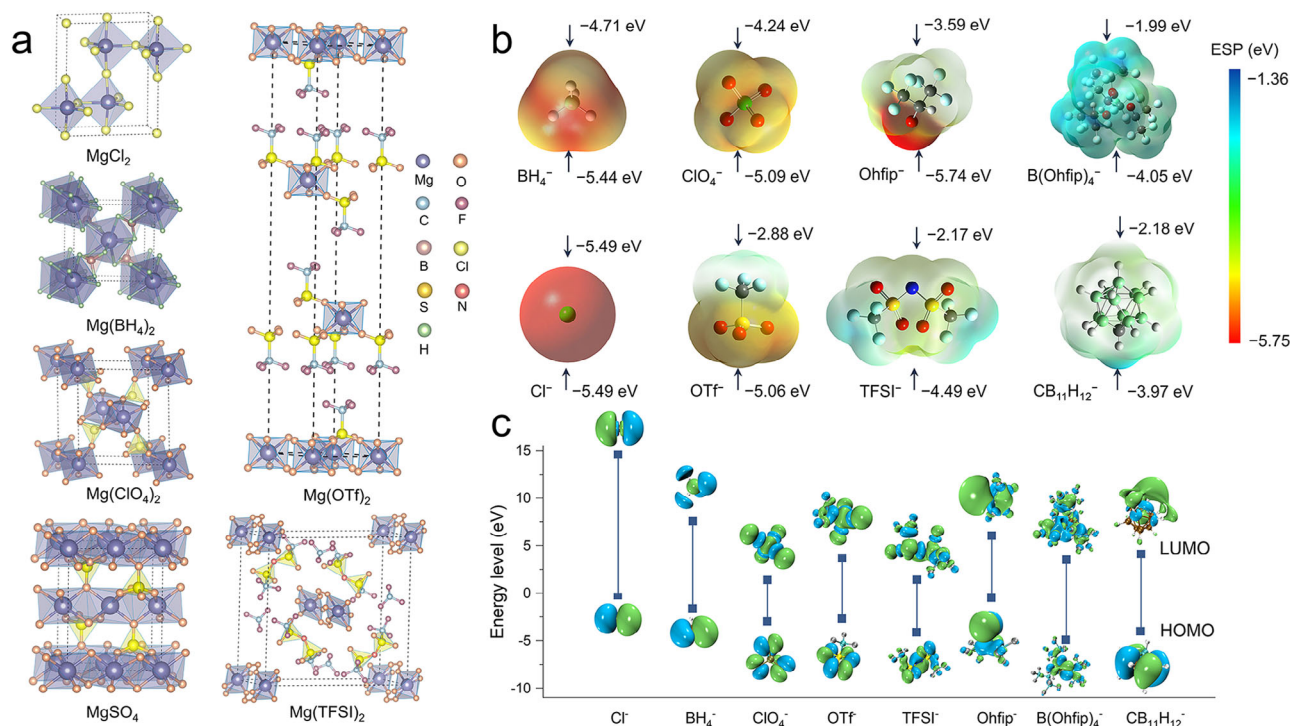 a
MgCl₂
Mg(BH₄)₂
Mg(ClO₄)₂
MgSO₄
Mg(OTf)₂
Mg(TFSI)₂
Mg
O
C
F
B
Cl
S
N
H
b
−4.71 eV
−4.24 eV
−3.59 eV
−1.99 eV
BH₄⁻
−5.44 eV
ClO₄⁻
−5.09 eV
Ohfip⁻
−5.74 eV
B(Ohfip)₄⁻
−4.05 eV
−5.49 eV
−2.88 eV
−2.17 eV
−2.18 eV
Cl⁻
−5.49 eV
OTf⁻
−5.06 eV
TFSI⁻
−4.49 eV
CB₁₁H₁₂⁻
−3.97 eV
ESP (eV)
−1.36
−5.75
c
Energy level (eV)
15
10
5
0
-5
-10
LUMO
HOMO
Cl⁻
BH₄⁻
ClO₄⁻
OTf⁻
TFSI⁻
Ohfip⁻
B(Ohfip)₄⁻
CB₁₁H₁₂⁻